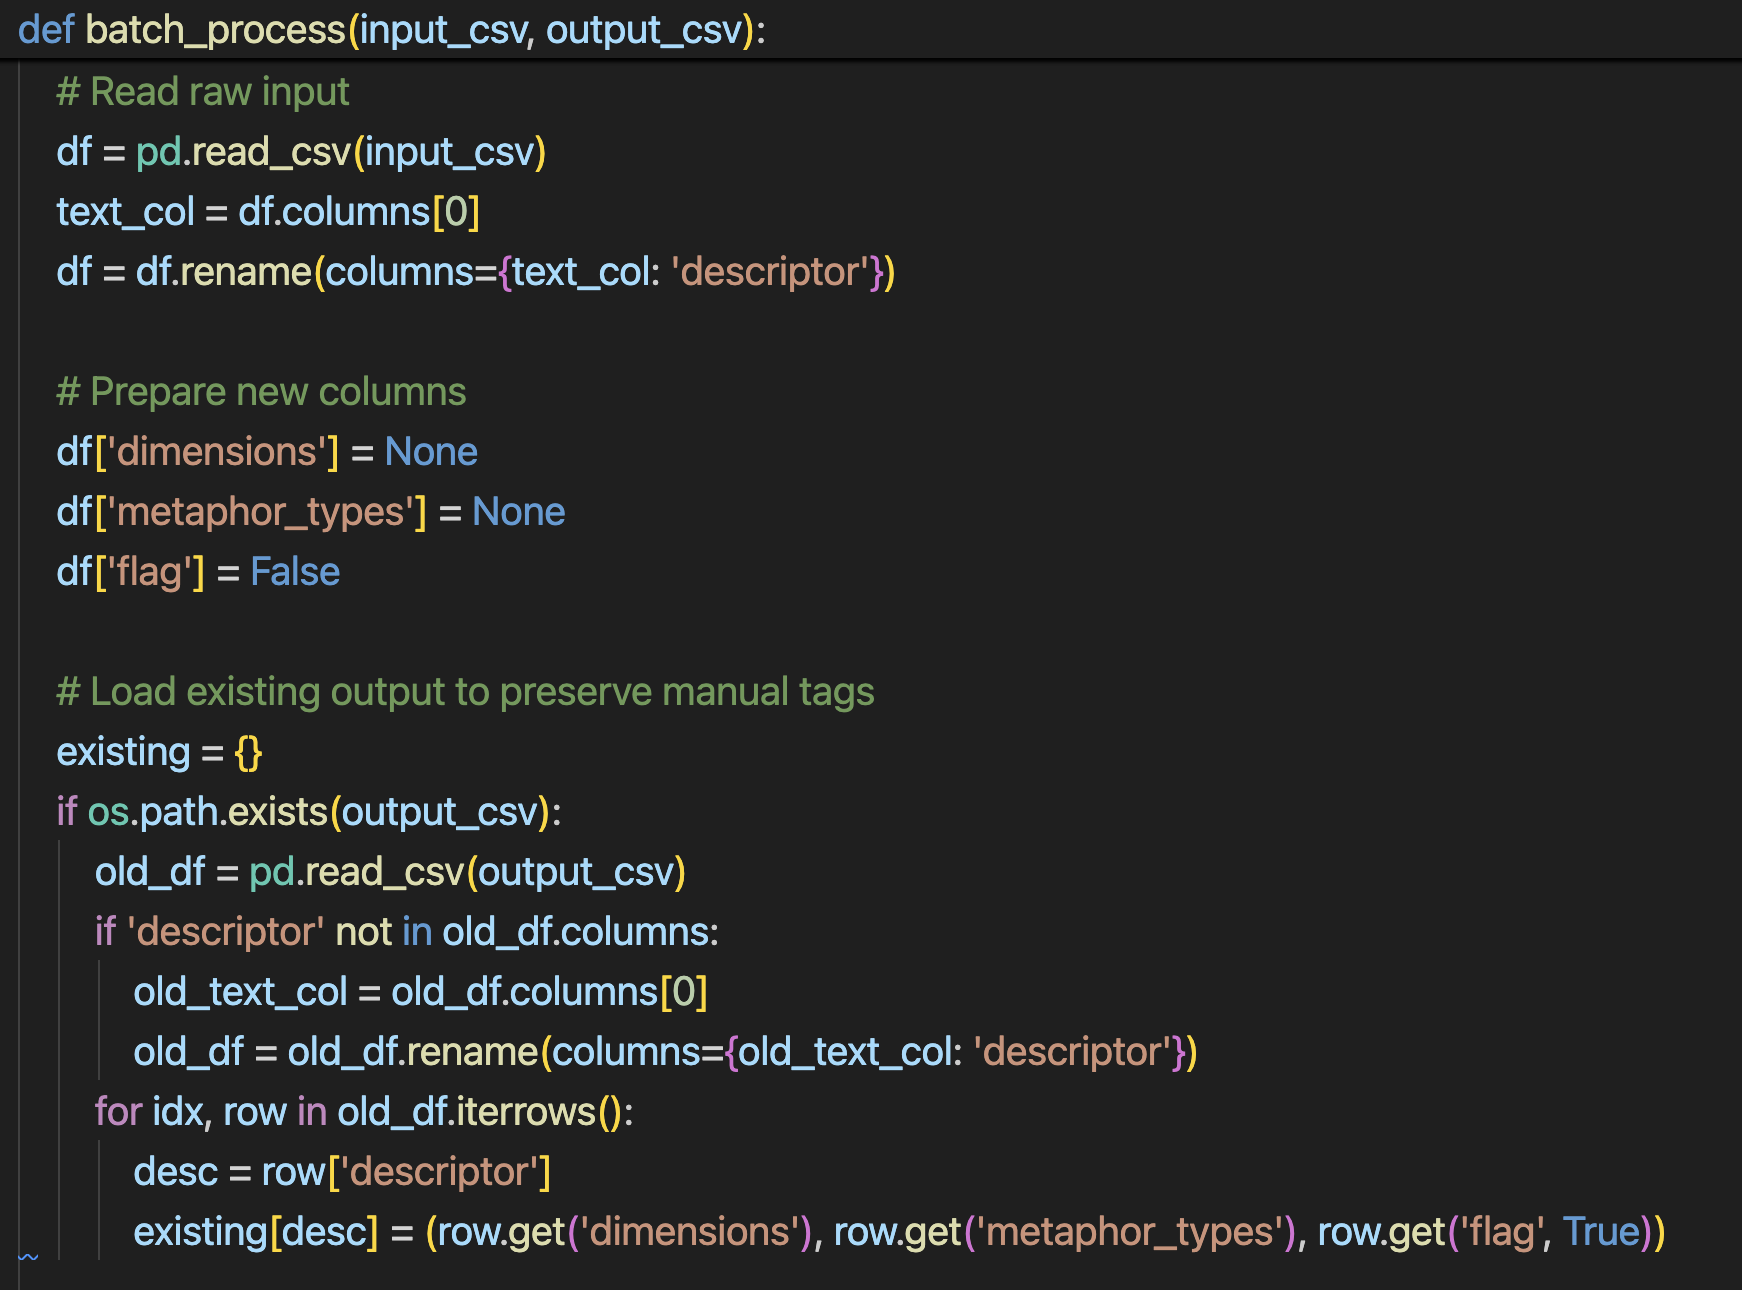 def batch_process(input_csv, output_csv):
    # Read raw input
    df = pd.read_csv(input_csv)
    text_col = df.columns[0]
    df = df.rename(columns={text_col: 'descriptor'})

    # Prepare new columns
    df['dimensions'] = None
    df['metaphor_types'] = None
    df['flag'] = False

    # Load existing output to preserve manual tags
    existing = {}
    if os.path.exists(output_csv):
        old_df = pd.read_csv(output_csv)
        if 'descriptor' not in old_df.columns:
            old_text_col = old_df.columns[0]
            old_df = old_df.rename(columns={old_text_col: 'descriptor'})
        for idx, row in old_df.iterrows():
            desc = row['descriptor']
            existing[desc] = (row.get('dimensions'), row.get('metaphor_types'), row.get('flag', True))